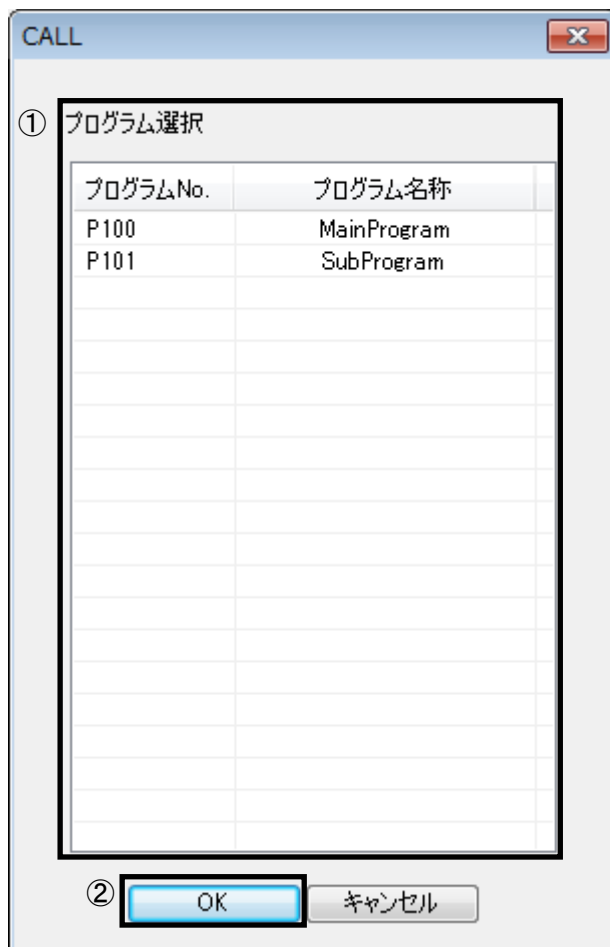 CALL
① プログラム選択
プログラムNo. プログラム名称
P100 MainProgram
P101 SubProgram
② OK キャンセル